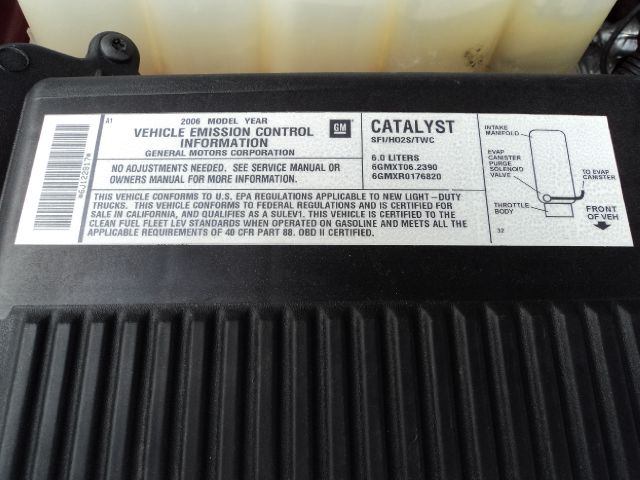 A1
2006 MODEL YEAR
VEHICLE EMISSION CONTROL
INFORMATION
GENERAL MOTORS CORPORATION
GM
NO ADJUSTMENTS NEEDED. SEE SERVICE MANUAL OR
OWNERS MANUAL FOR MORE INFORMATION.
CATALYST
SFI/HO2S/TWC
6.0 LITERS
6GMXT06.2390
6GMXR0176820
THIS VEHICLE CONFORMS TO U.S. EPA REGULATIONS APPLICABLE TO NEW LIGHT-DUTY
TRUCKS. THIS VEHICLE CONFORMS TO FEDERAL REGULATIONS AND IS CERTIFIED FOR
SALE IN CALIFORNIA, AND QUALIFIES AS A SULEV1. THIS VEHICLE IS CERTIFIED TO
CLEAN FUEL FLEET LEV STANDARDS WHEN OPERATED ON GASOLINE AND MEETS ALL THE
APPLICABLE REQUIREMENTS OF 40 CFR PART 88. OBD II CERTIFIED.
INTAKE
MANIFOLD
EVAP
CANISTER
PURGE
SOLENOID
VALVE
TO EVAP
CANISTER
THROTTLE
BODY
FRONT
OF VEH
32